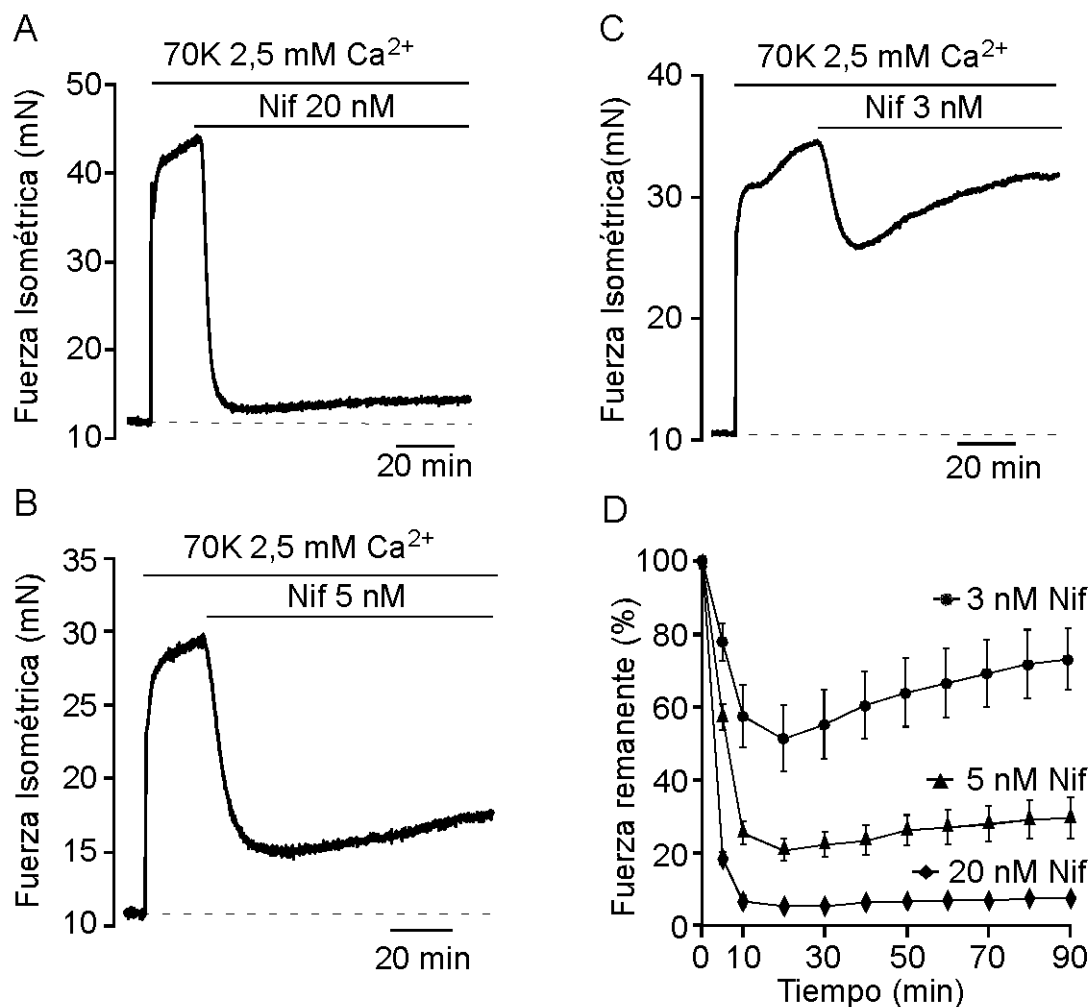 A
70K 2,5 mM Ca²⁺
Nif 20 nM
Fuerza Isométrica (mN)
50
40
30
20
10
20 min
B
70K 2,5 mM Ca²⁺
Nif 5 nM
Fuerza Isométrica (mN)
35
30
25
20
15
10
20 min
C
70K 2,5 mM Ca²⁺
Nif 3 nM
Fuerza Isométrica(mN)
40
30
20
10
20 min
D
Fuerza remanente (%)
100
80
60
40
20
0
3 nM Nif
5 nM Nif
20 nM Nif
0 10 30 50 70 90
Tiempo (min)